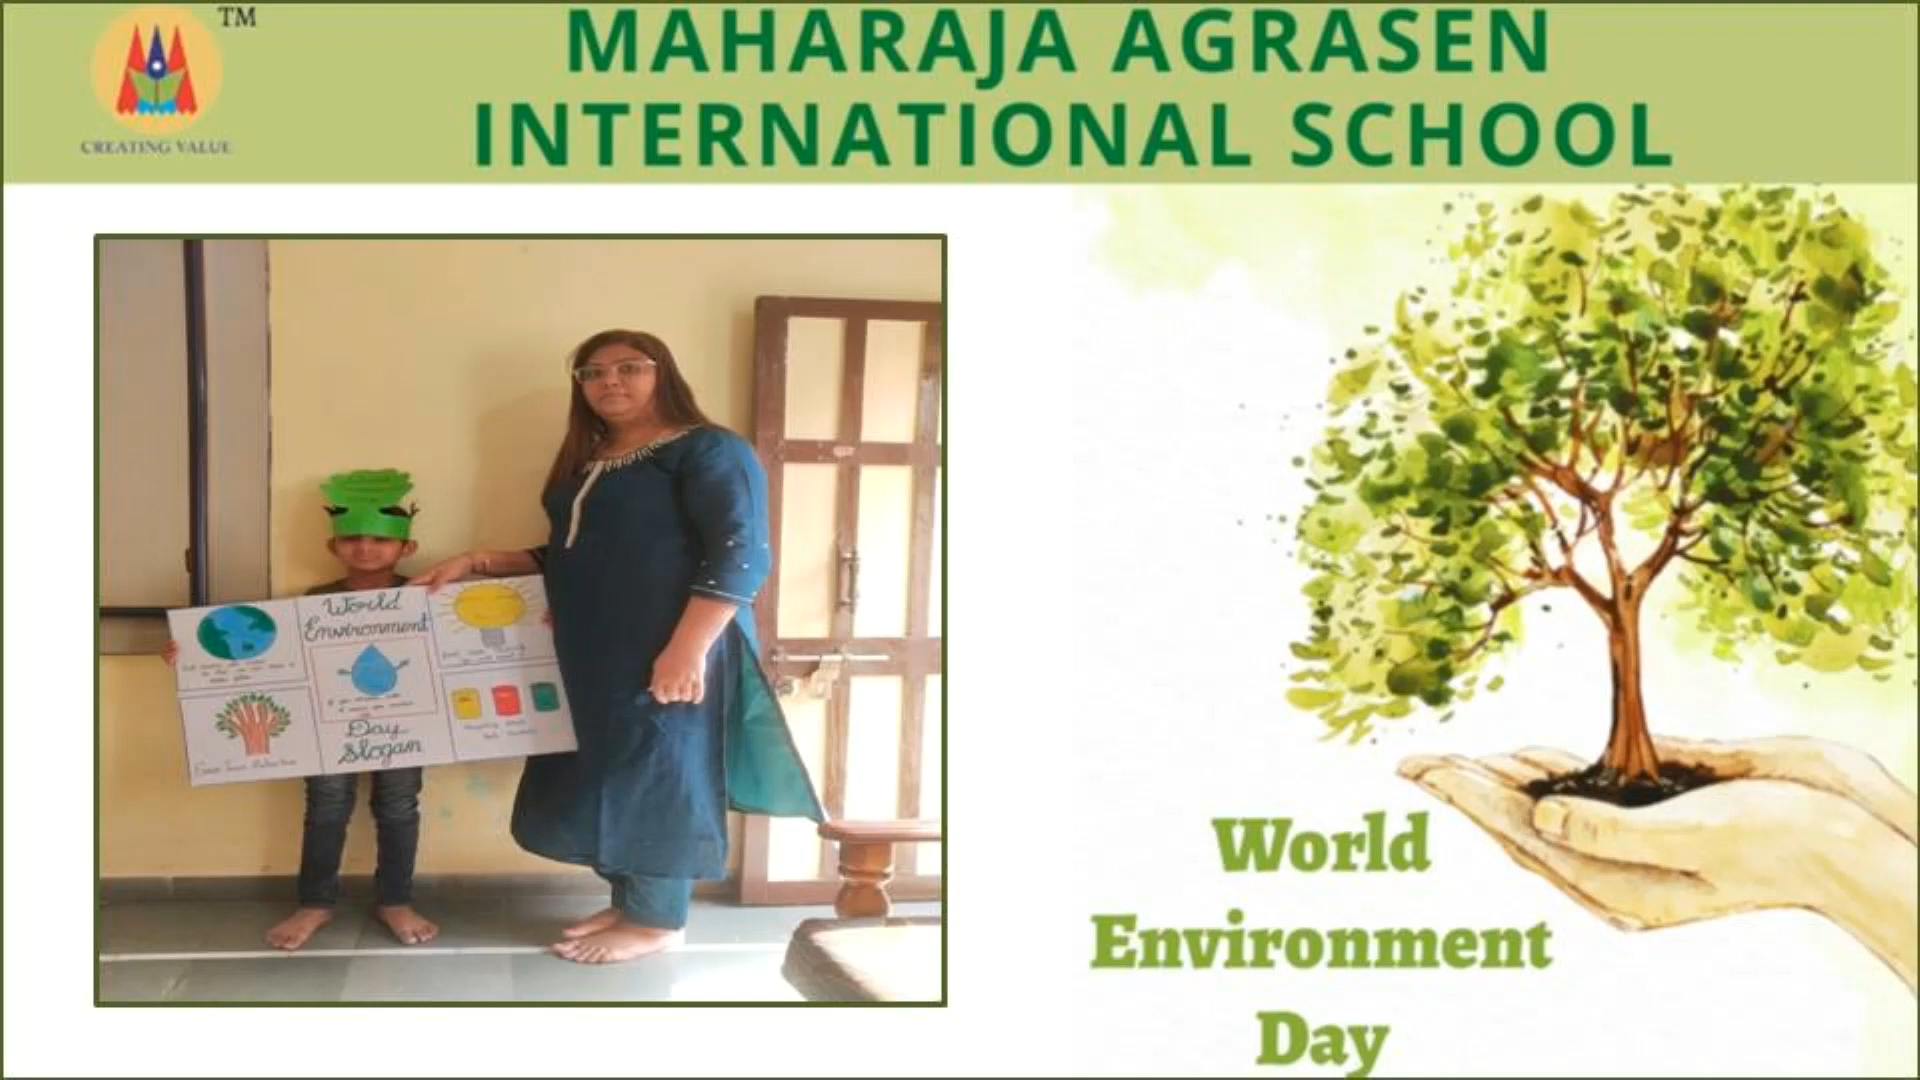 TM
CREATING VALUE
MAHARAJA AGRASEN
INTERNATIONAL SCHOOL
World
Environment
Day
Slogan
World
Environment
Day